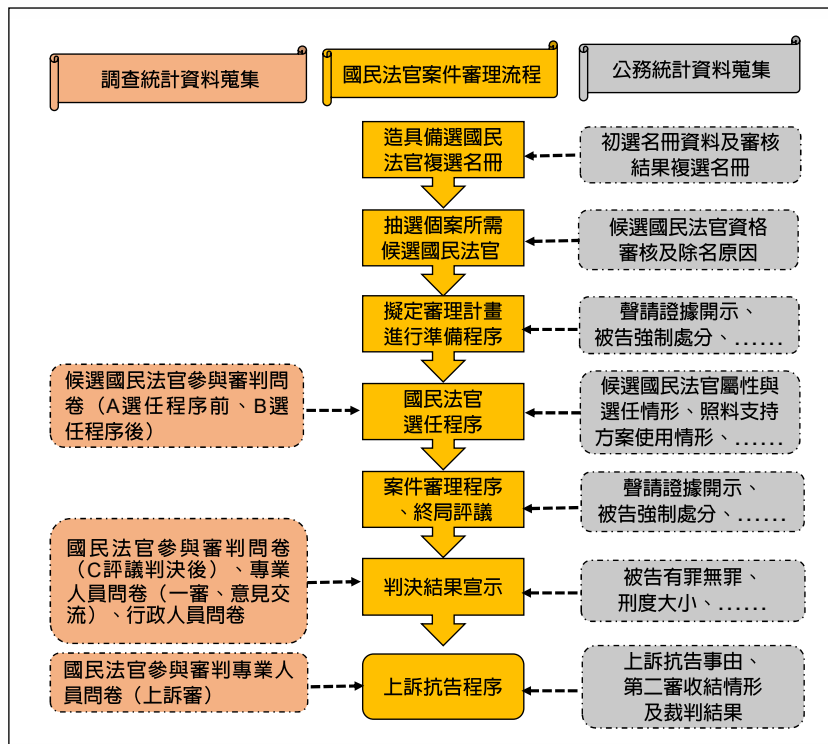 調查統計資料蒐集
國民法官案件審理流程
公務統計資料蒐集
造具備選國民
法官複選名冊
初選名冊資料及審核
結果複選名冊
抽選個案所需
候選國民法官
候選國民法官資格
審核及除名原因
擬定審理計畫
進行準備程序
聲請證據開示、
被告強制處分、……
候選國民法官參與審判問
卷（A選任程序前、B選
任程序後）
國民法官
選任程序
候選國民法官屬性與
選任情形、照料支持
方案使用情形、……
案件審理程序
、終局評議
聲請證據開示、
被告強制處分、……
國民法官參與審判問卷
（C評議判決後）、專業
人員問卷（一審、意見交
流）、行政人員問卷
判決結果宣示
被告有罪無罪、
刑度大小、……
國民法官參與審判專業人
員問卷（上訴審）
上訴抗告程序
上訴抗告事由、
第二審收結情形
及裁判結果